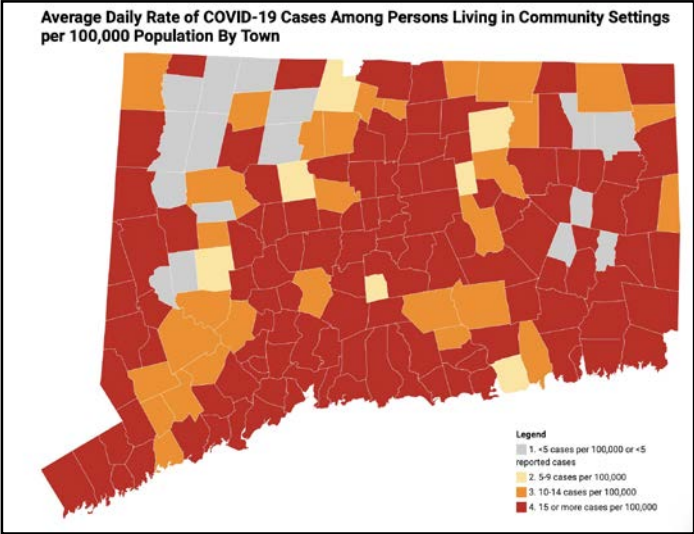 Average Daily Rate of COVID-19 Cases Among Persons Living in Community Settings
per 100,000 Population By Town
Legend
1. <5 cases per 100,000 or <5
reported cases
2. 5-9 cases per 100,000
3. 10-14 cases per 100,000
4. 15 or more cases per 100,000